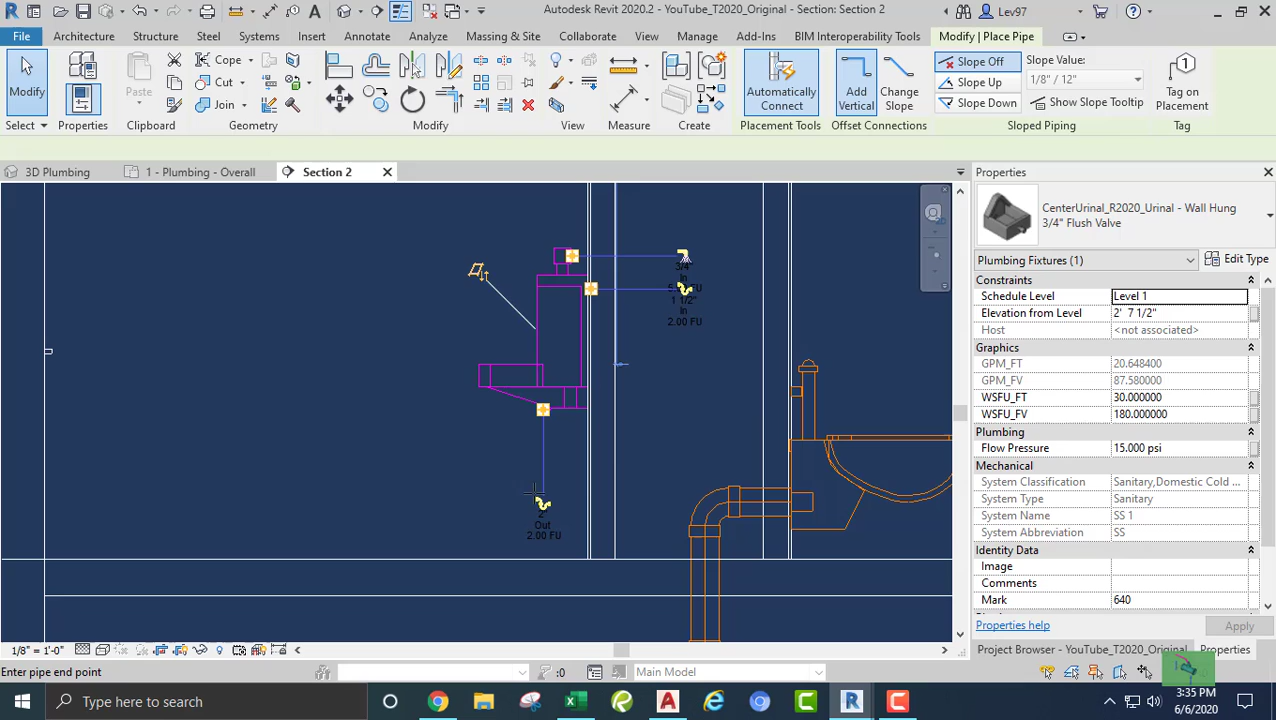 Autodesk Revit 2020.2 - YouTube_T2020_Original - Section: Section 2
Lev97
File Architecture Structure Steel Systems Insert Annotate Analyze Massing & Site Collaborate View Manage Add-Ins BIM Interoperability Tools Modify | Place Pipe
Modify
Select
Properties
Paste
Clipboard
Cope
Cut
Join
Geometry
Modify
View
Measure
Create
Automatically Connect
Placement Tools
Add Vertical
Change Slope
Offset Connections
Slope Off
Slope Up
Slope Down
Slope Value:
1/8" / 12"
Show Slope Tooltip
Sloped Piping
Tag on Placement
Tag
3D Plumbing
1 - Plumbing - Overall
Section 2
3/4"
In
1 1/2"
In
2.00 FU
Out
2.00 FU
Properties
CenterUrinal_R2020_Urinal - Wall Hung
3/4" Flush Valve
Plumbing Fixtures (1)
Edit Type
Constraints
Schedule Level Level 1
Elevation from Level 2' 7 1/2"
Host <not associated>
Graphics
GPM_FT 20.648400
GPM_FV 87.580000
WSFU_FT 30.000000
WSFU_FV 180.000000
Plumbing
Flow Pressure 15.000 psi
Mechanical
System Classification Sanitary,Domestic Cold ...
System Type Sanitary
System Name SS 1
System Abbreviation SS
Identity Data
Image
Comments
Mark 640
Properties help
Apply
Project Browser - YouTube_T2020_Original
Properties
1/8" = 1'-0"
Enter pipe end point
:0
Main Model
Type here to search
3:35 PM
6/6/2020